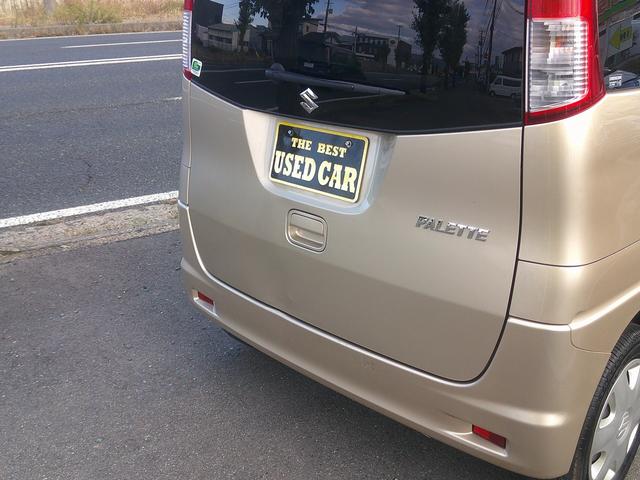 THE BEST
USED CAR
PALETTE